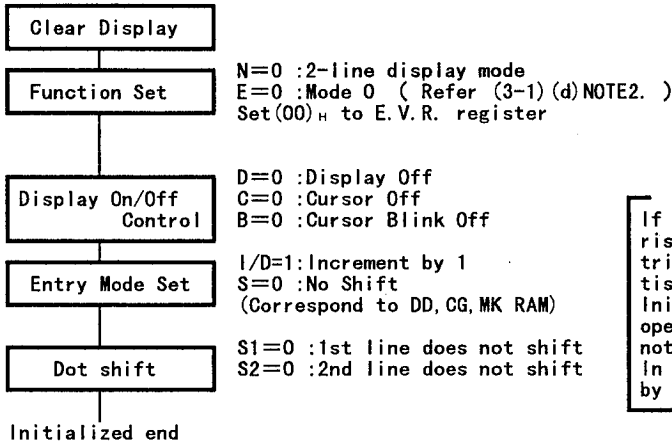 Clear Display
Function Set
N=0 :2-line display mode
E=0 :Mode 0 ( Refer (3-1)(d)NOTE2. )
Set(00)H to E.V.R. register
Display On/Off
Control
D=0 :Display Off
C=0 :Cursor Off
B=0 :Cursor Blink Off
Entry Mode Set
I/D=1:Increment by 1
S=0 :No Shift
(Correspond to DD,CG,MK RAM)
Dot shift
S1=0 :1st line does not shift
S2=0 :2nd line does not shift
Initialized end
If
ris
tri
tis
Ini
ope
not
In
by